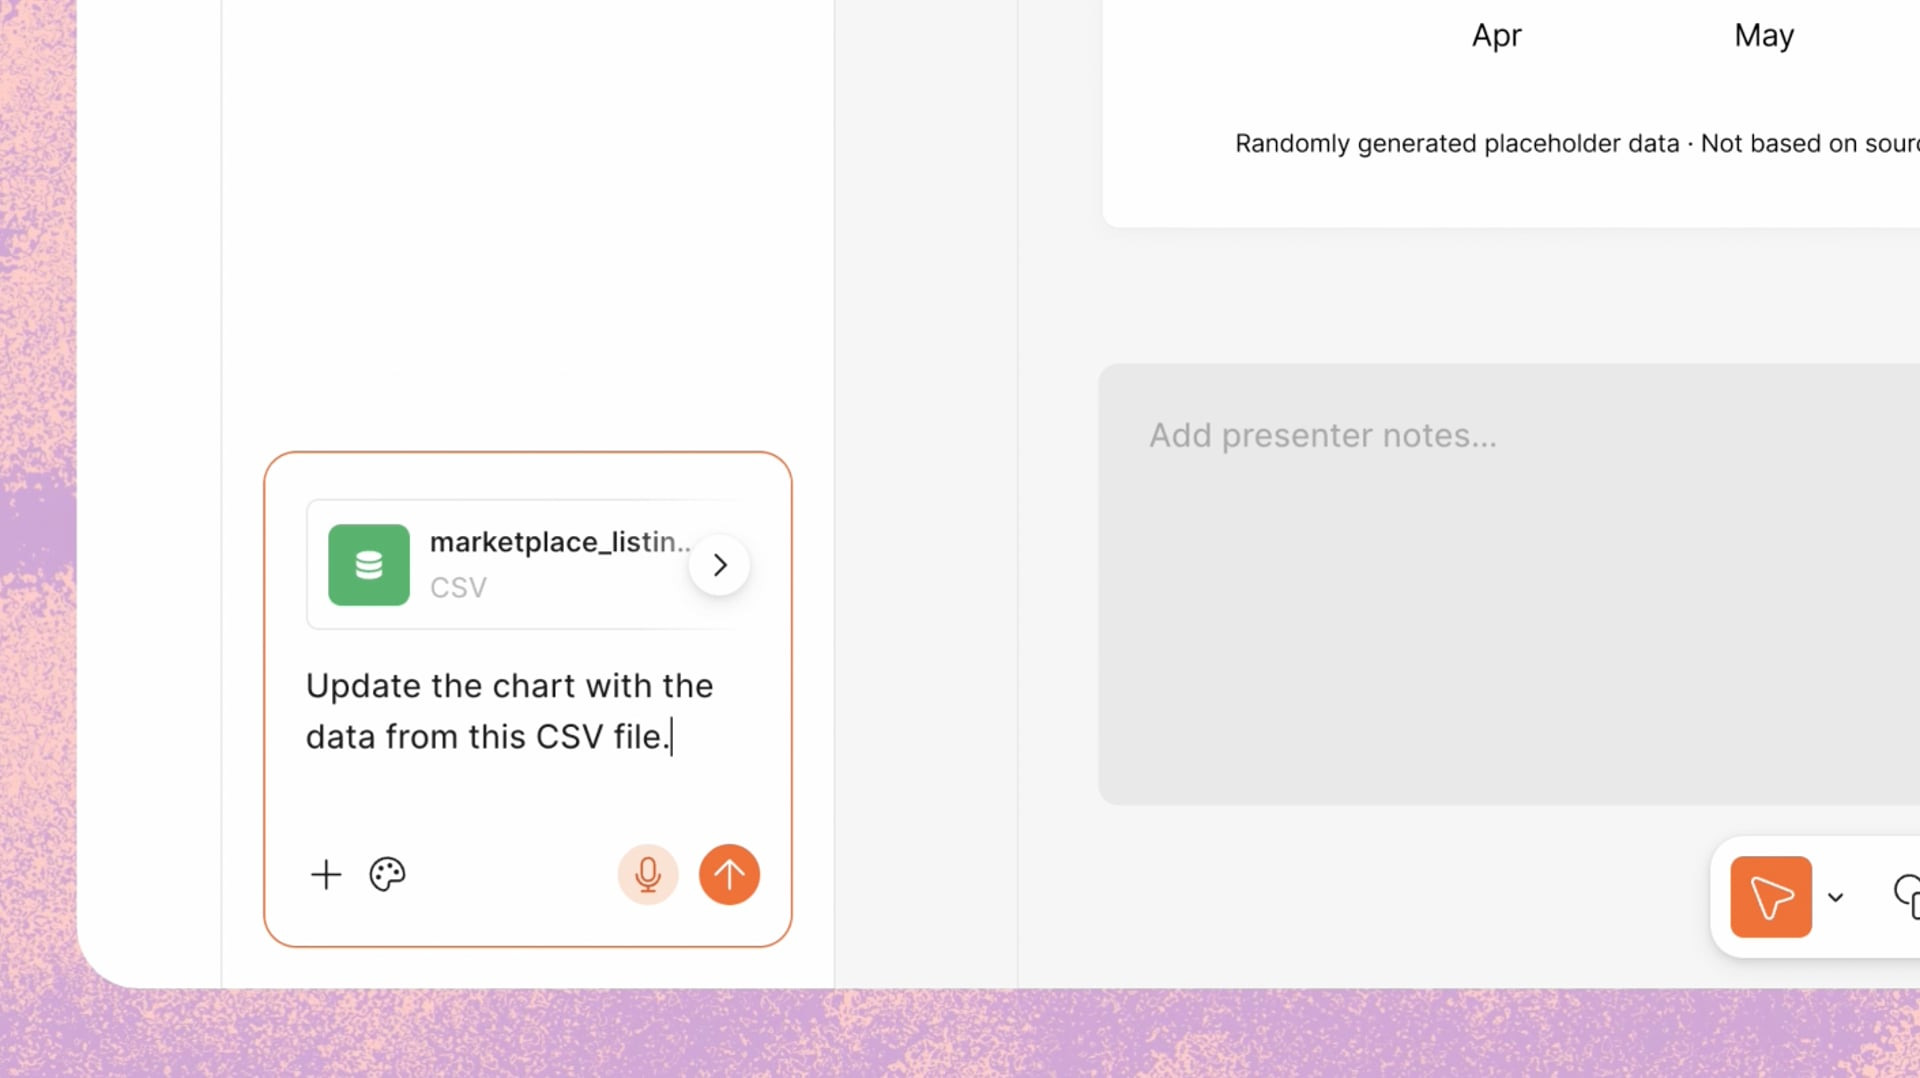 Apr May
Randomly generated placeholder data · Not based on
Add presenter notes...
marketplace_listin..
CSV
Update the chart with the
data from this CSV file.